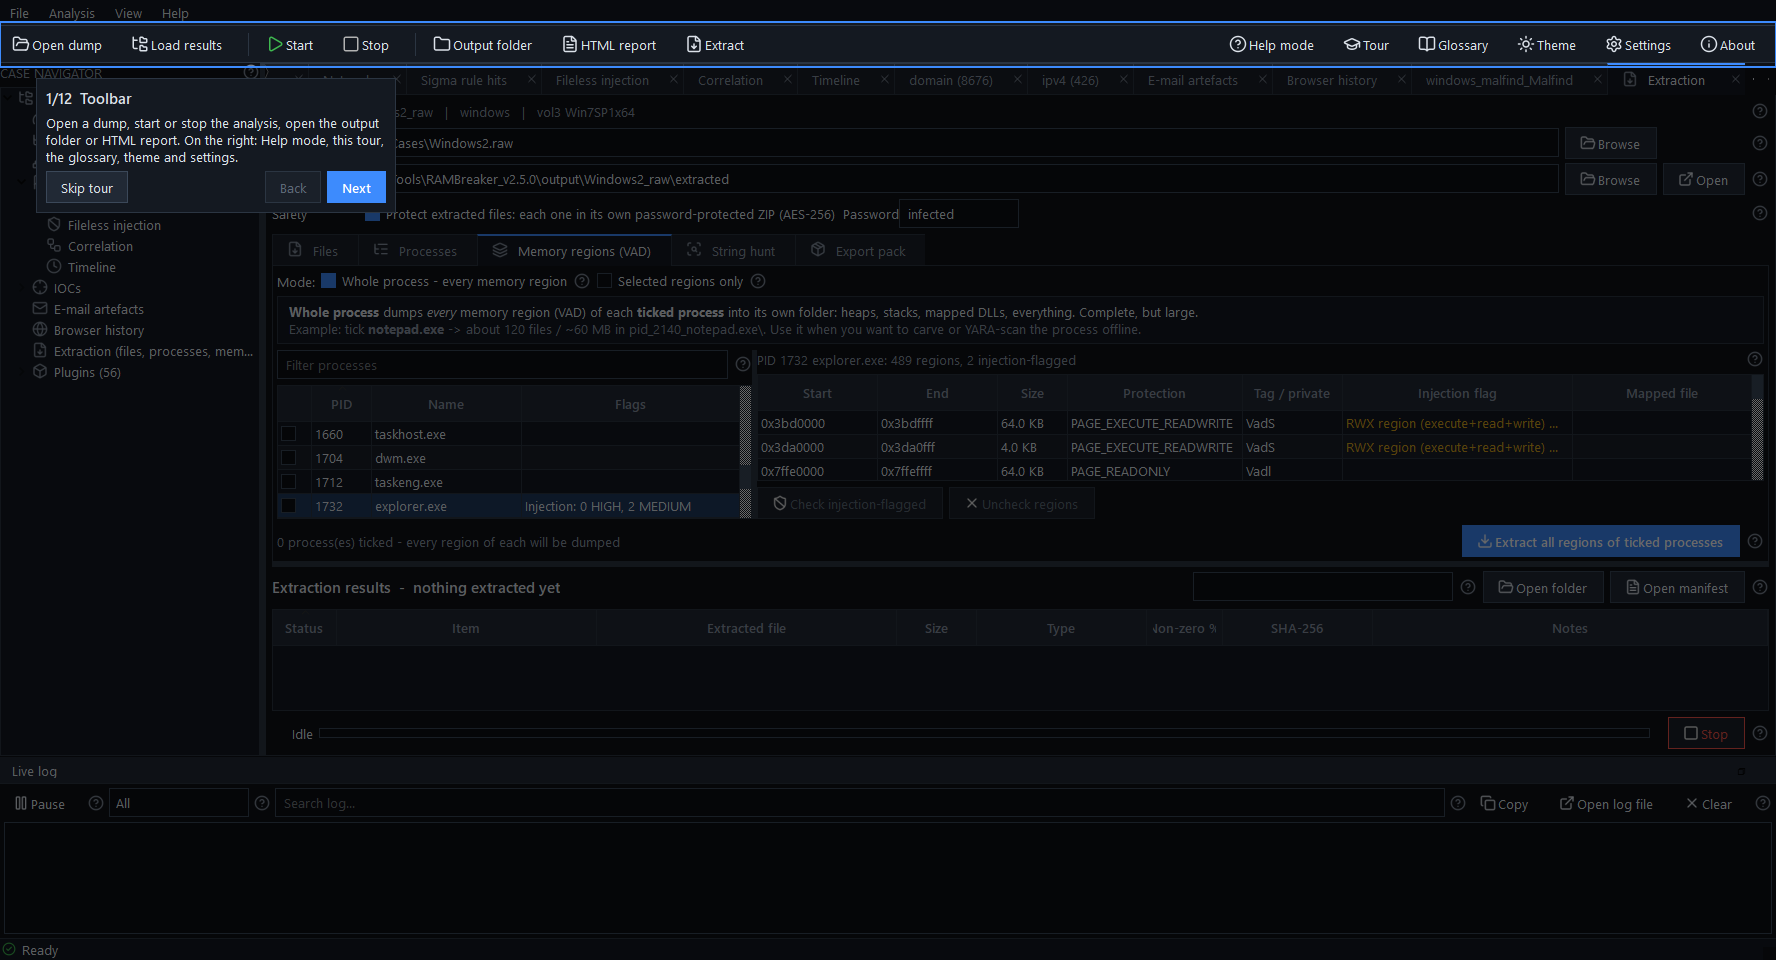 File Analysis View Help
Open dump Load results Start Stop Output folder HTML report Extract Help mode Tour Glossary Theme Settings About
CASE NAVIGATOR
Sigma rule hits Fileless injection Correlation Timeline domain (8676) ipv4 (426) E-mail artefacts Browser history windows_malfind_Malfind Extraction
1/12 Toolbar
Open a dump, start or stop the analysis, open the output
folder or HTML report. On the right: Help mode, this tour,
the glossary, theme and settings.
Skip tour Back Next
s2_raw | windows | vol3 Win7SP1x64
Cases\Windows2.raw Browse
Tools\RAMBreaker_v2.5.0\output\Windows2_raw\extracted Browse Open
Safety Protect extracted files: each one in its own password-protected ZIP (AES-256) Password infected
Fileless injection
Correlation
Timeline
IOCs
E-mail artefacts
Browser history
Extraction (files, processes, mem...
Plugins (56)
Files Processes Memory regions (VAD) String hunt Export pack
Mode: Whole process - every memory region Selected regions only
Whole process dumps every memory region (VAD) of each ticked process into its own folder: heaps, stacks, mapped DLLs, everything. Complete, but large.
Example: tick notepad.exe -> about 120 files / ~60 MB in pid_2140_notepad.exe\. Use it when you want to carve or YARA-scan the process offline.
Filter processes
PID Name Flags
1660 taskhost.exe
1704 dwm.exe
1712 taskeng.exe
1732 explorer.exe Injection: 0 HIGH, 2 MEDIUM
PID 1732 explorer.exe: 489 regions, 2 injection-flagged
Start End Size Protection Tag / private Injection flag Mapped file
0x3bd0000 0x3bdffff 64.0 KB PAGE_EXECUTE_READWRITE VadS RWX region (execute+read+write) ...
0x3da0000 0x3da0fff 4.0 KB PAGE_EXECUTE_READWRITE VadS RWX region (execute+read+write) ...
0x7ffe0000 0x7ffeffff 64.0 KB PAGE_READONLY Vadl
Check injection-flagged Uncheck regions
0 process(es) ticked - every region of each will be dumped Extract all regions of ticked processes
Extraction results - nothing extracted yet Open folder Open manifest
Status Item Extracted file Size Type Non-zero % SHA-256 Notes
Idle Stop
Live log
Pause All Search log... Copy Open log file Clear
Ready